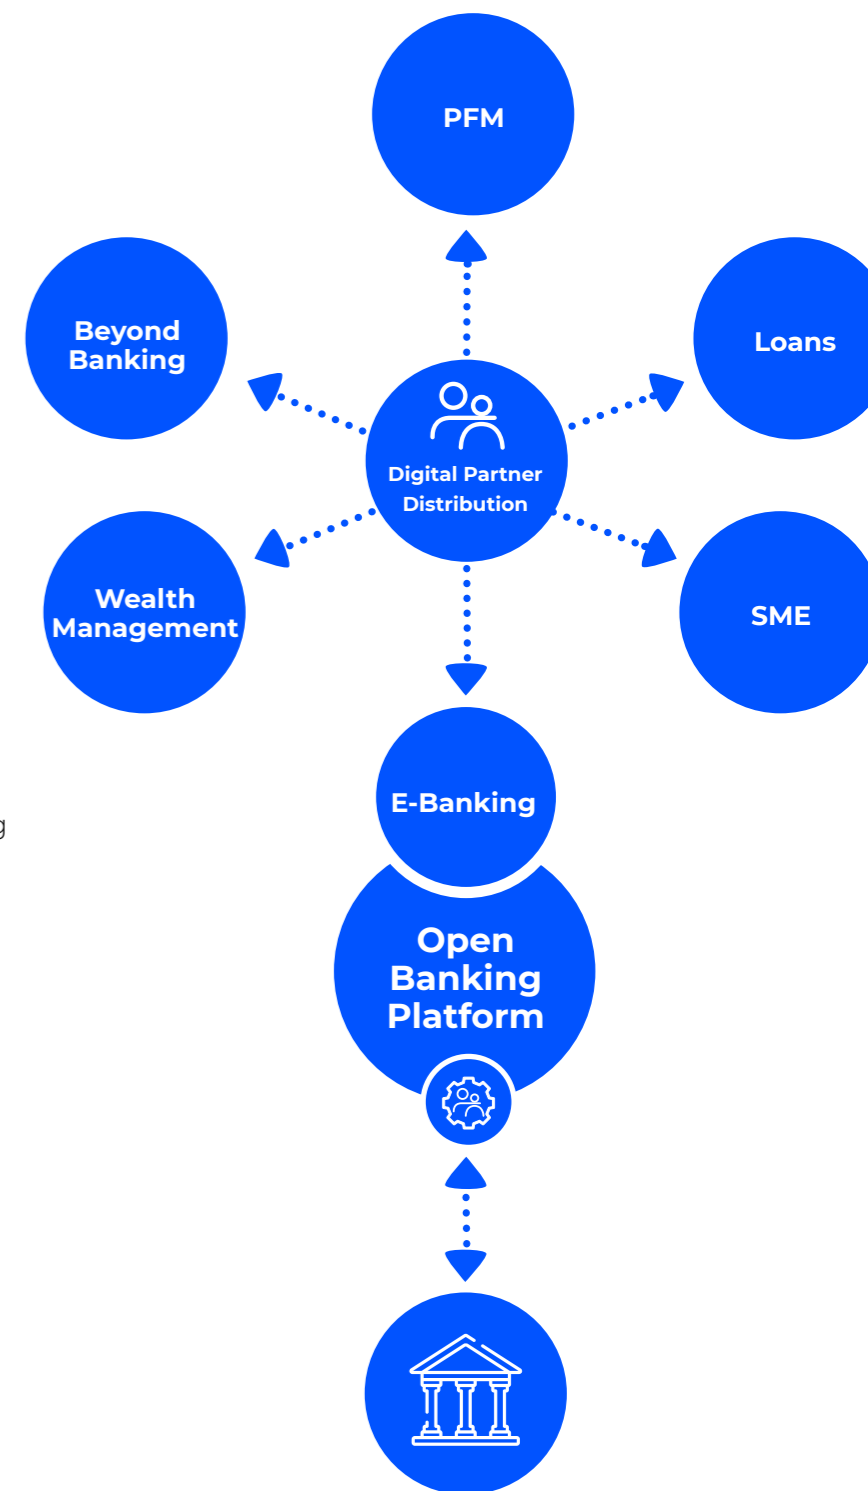 PFM
Beyond
Banking
Loans
Digital Partner
Distribution
Wealth
Management
SME
E-Banking
g
Open
Banking
Platform